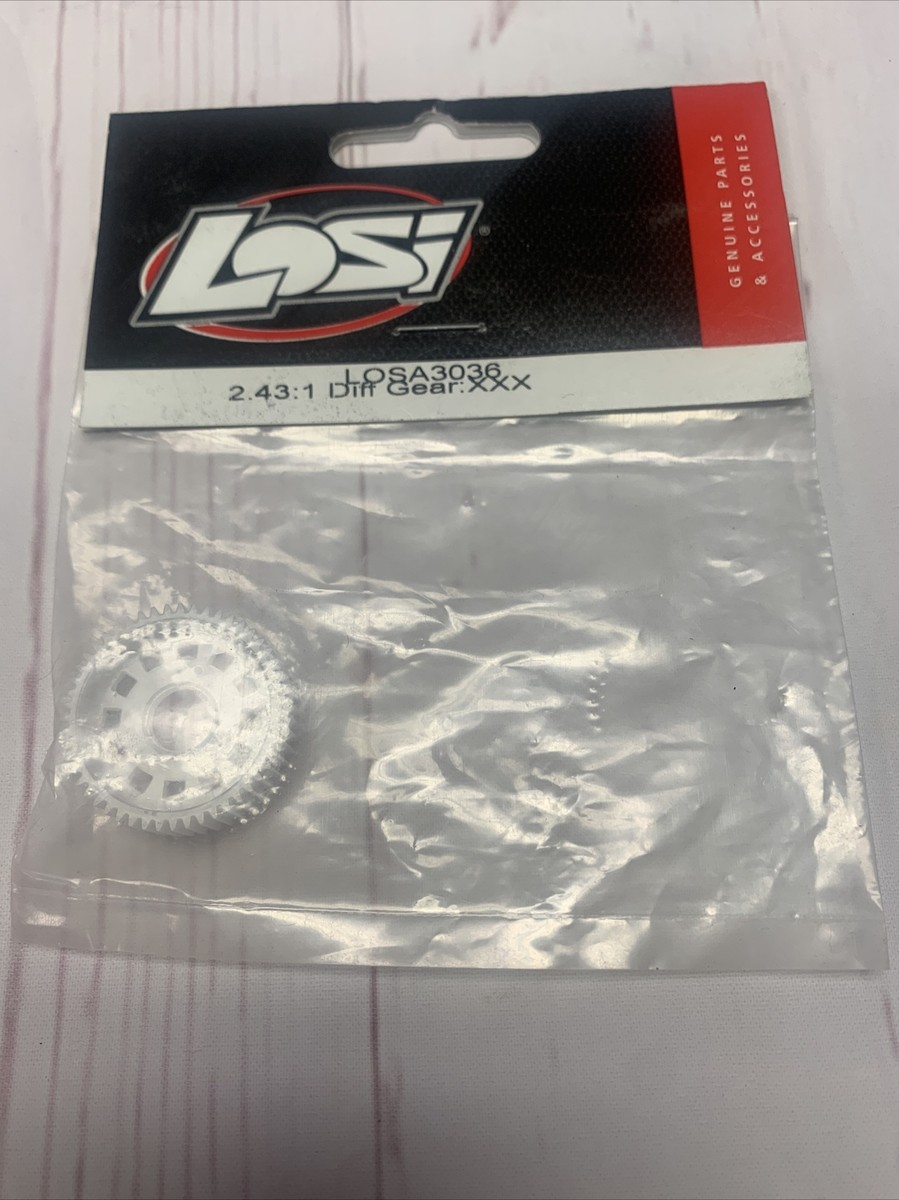 GENUINE PARTS
& ACCESSORIES
LOSi®
LOSA3036
2.43:1 Diff Gear:XXX